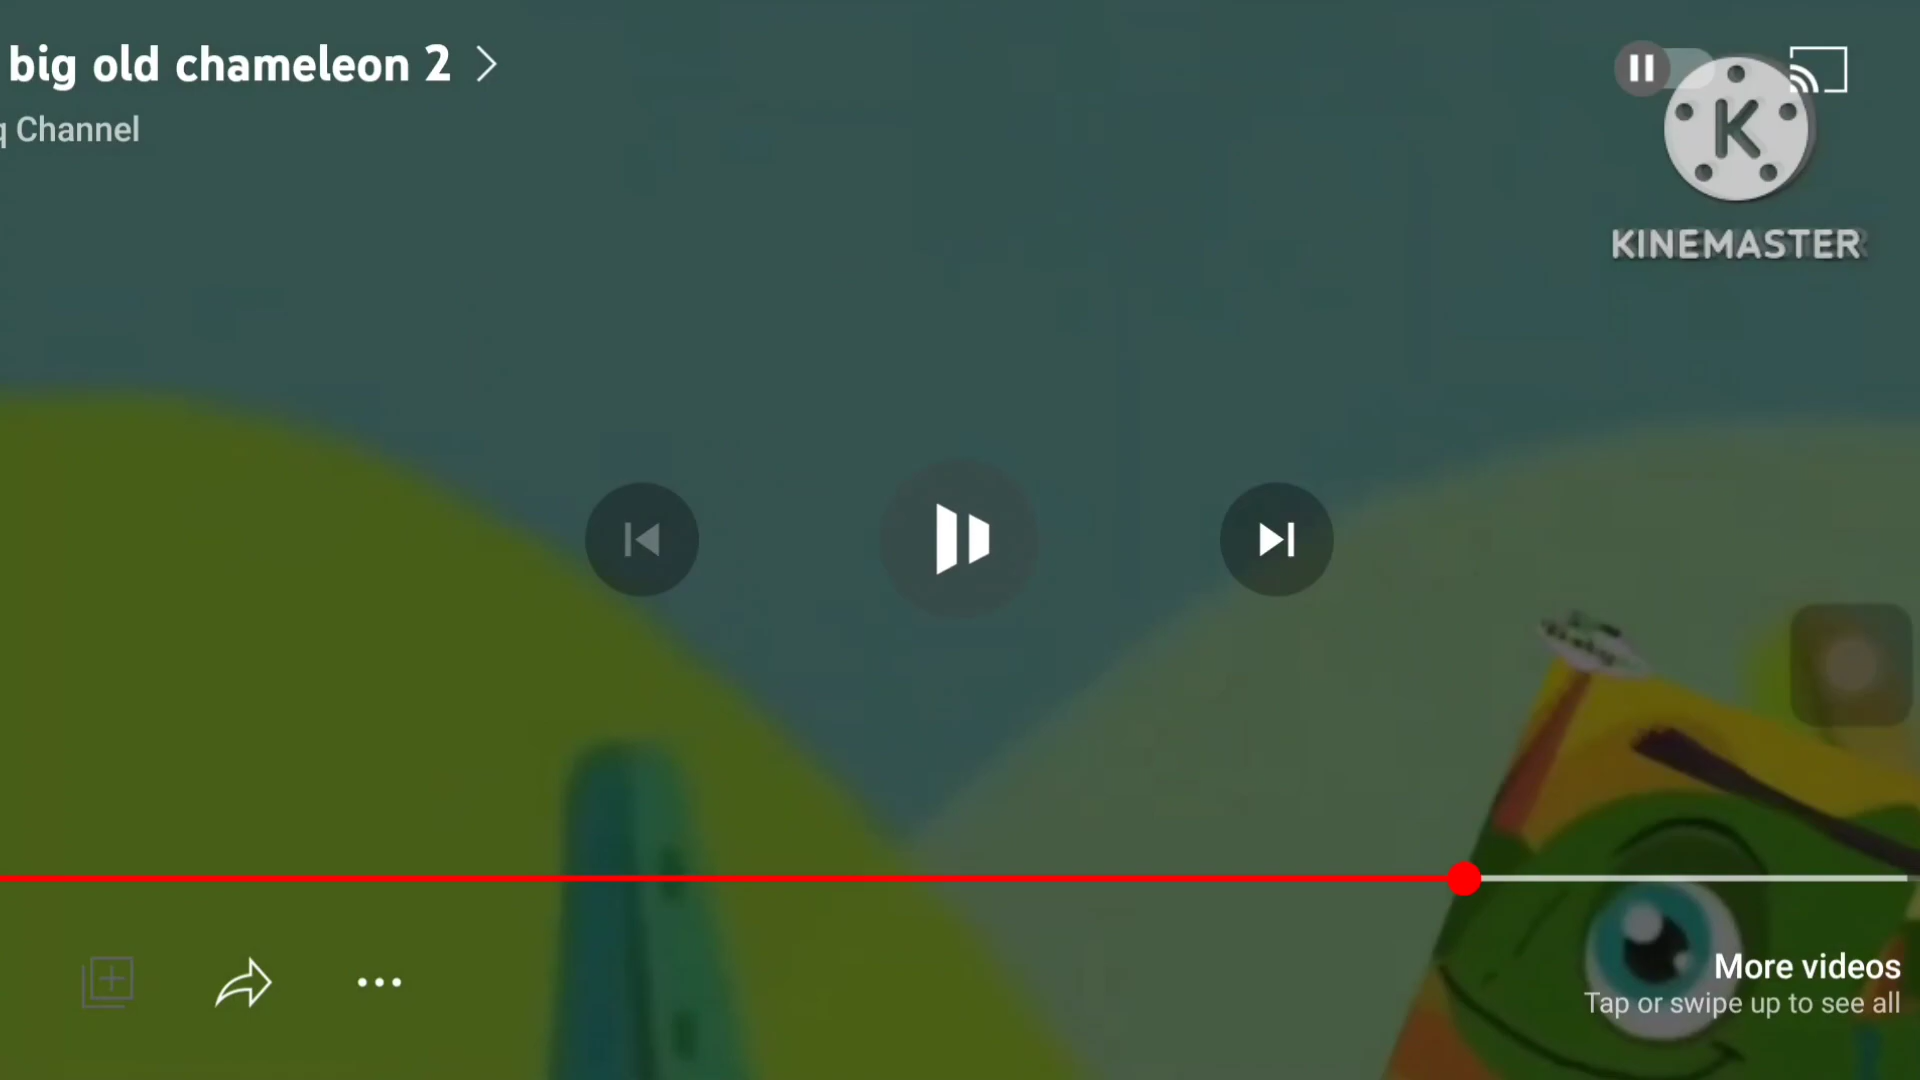 big old chameleon 2
q Channel
K
KINEMASTER
More videos
Tap or swipe up to see all